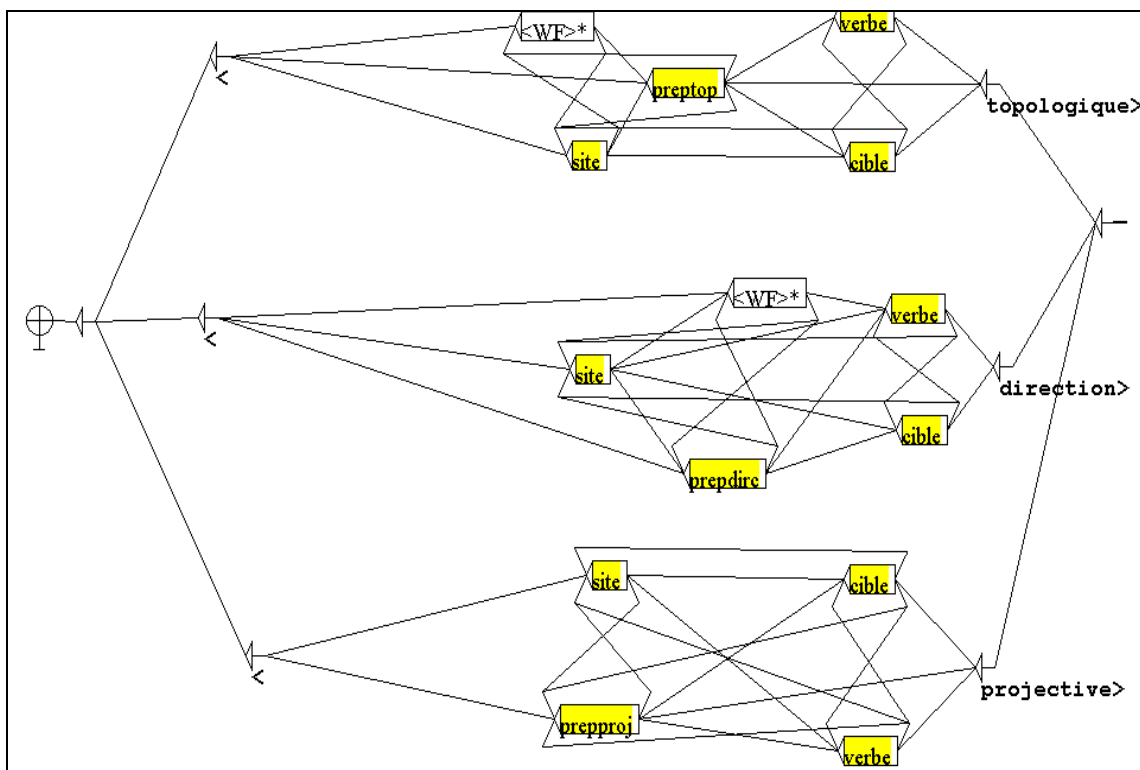 <WF>*
verbe
<
preptop
topologique>
site
cible
<WF>*
verbe
<
site
direction>
cible
prepdirc
site
cible
<
projective>
prepproj
verbe